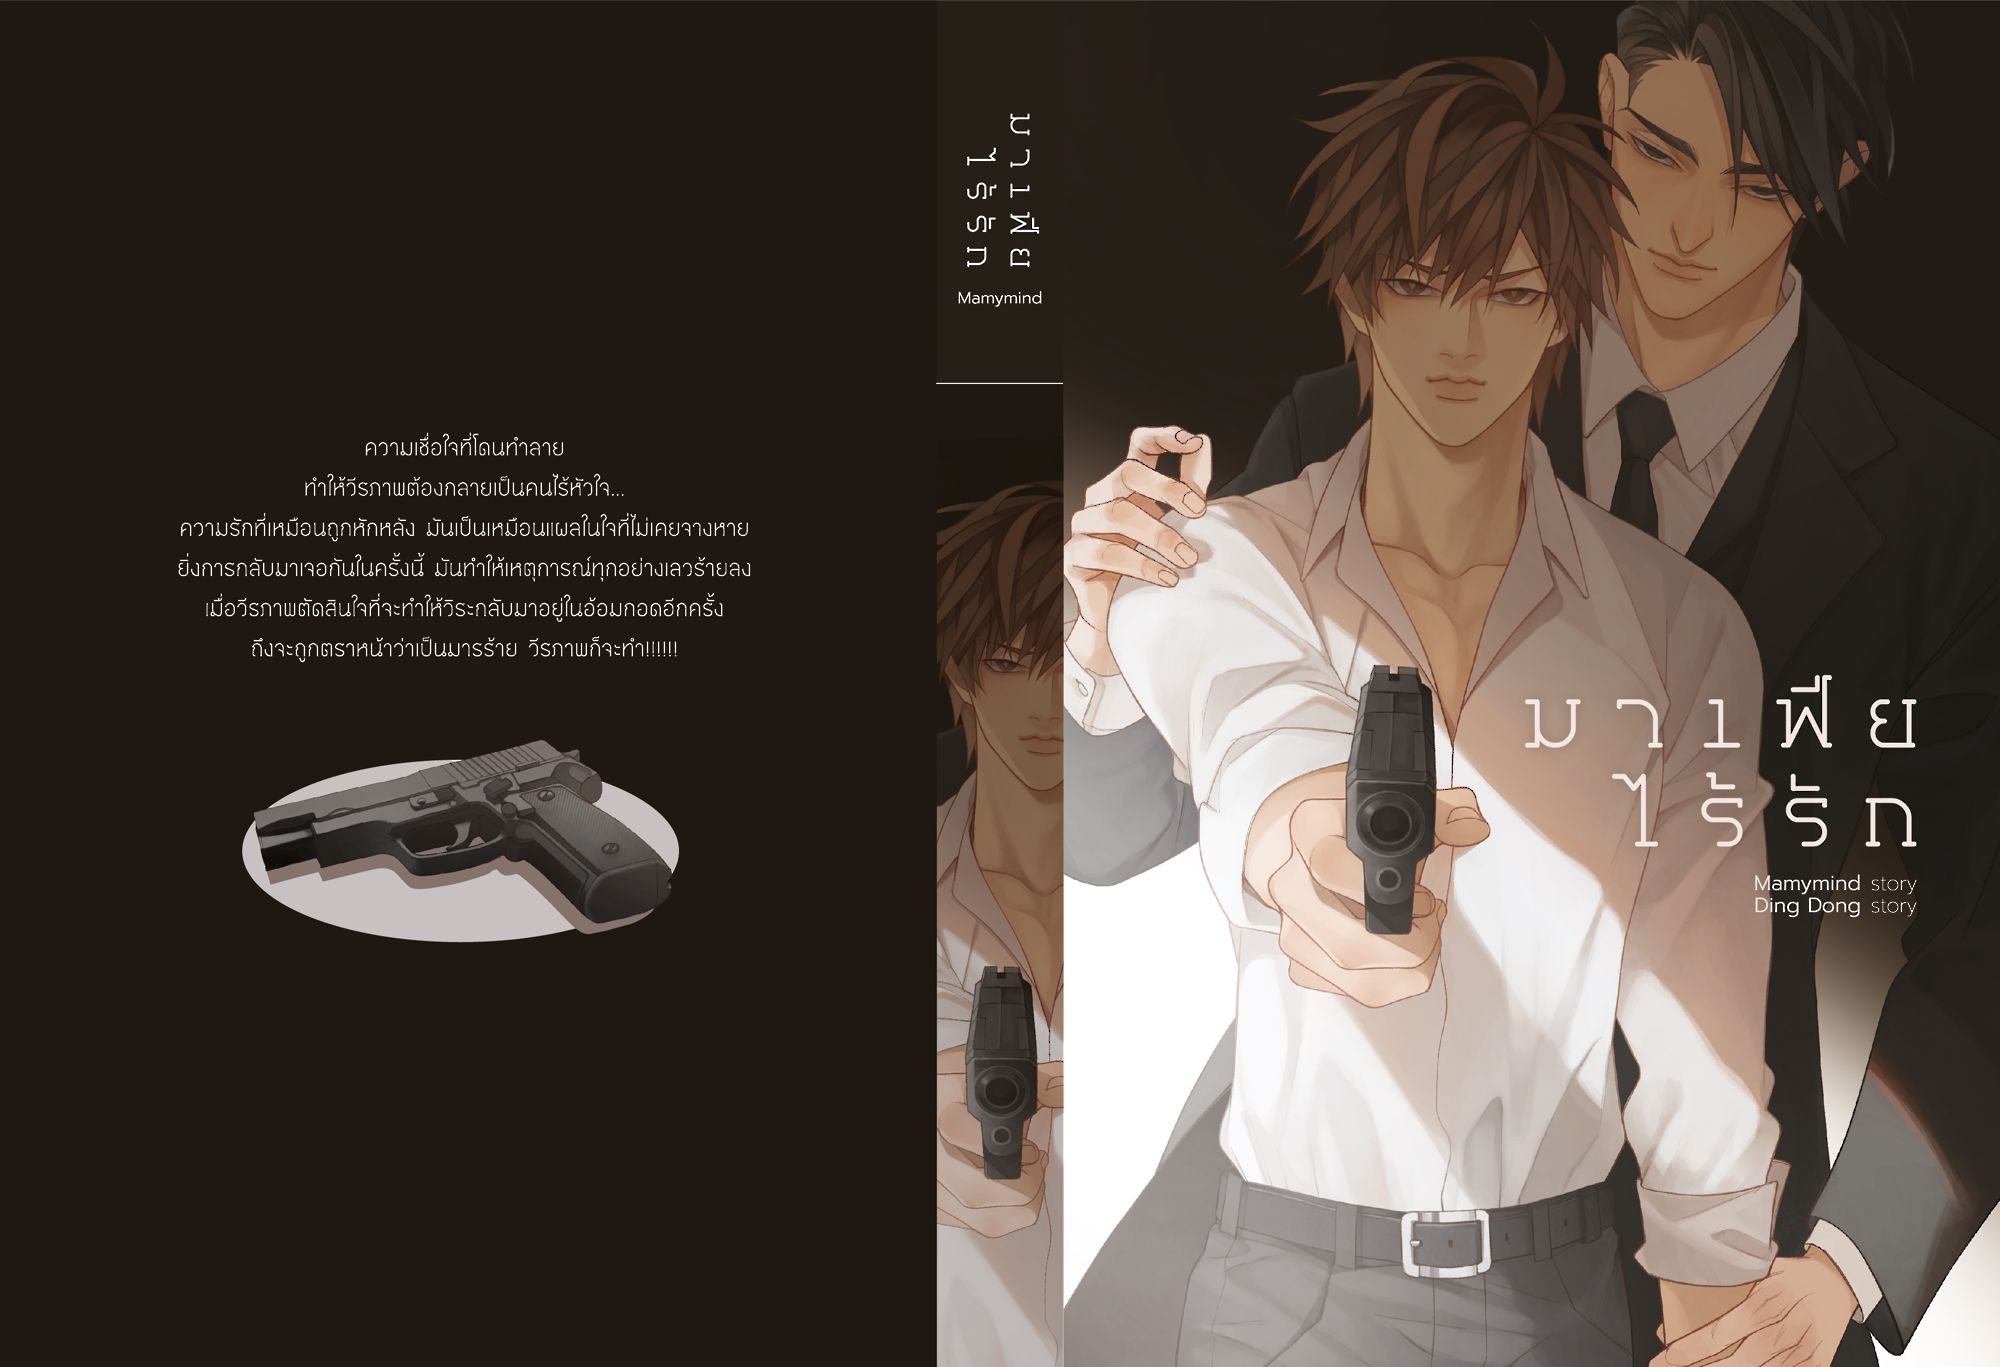 ความเชื่อใจที่โดนทำลาย
ทำให้วีรภาพต้องกลายเป็นคนไร้หัวใจ...
ความรักที่เหมือนถูกหักหลัง มันเป็นเหมือนแผลในใจที่ไม่เคยจางหาย
ยิ่งการกลับมาเจอกันในครั้งนี้ มันทำให้เหตุการณ์ทุกอย่างเลวร้ายลง
เมื่อวีรภาพตัดสินใจที่จะทำให้วิระกลับมาอยู่ในอ้อมกอดอีกครั้ง
ถึงจะถูกตราหน้าว่าเป็นมารร้าย วีรภาพก็จะทำ!!!!!!
มาเฟีย
ไร้รัก
Mamymind
มาเฟีย
ไร้รัก
Mamymind story
Ding Dong story